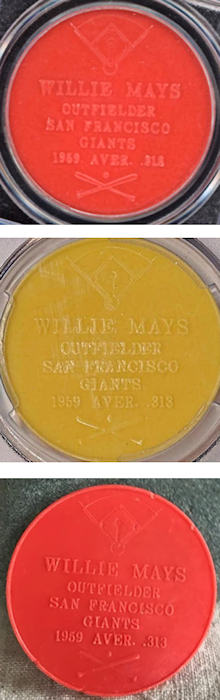 WILLIE MAYS
OUTFIELDER
SAN FRANCISCO
GIANTS
1959 AVER. .313
WILLIE MAYS
OUTFIELDER
SAN FRANCISCO
GIANTS
1959 AVER. .313
WILLIE MAYS
OUTFIELDER
SAN FRANCISCO
GIANTS
1959 AVER. .313